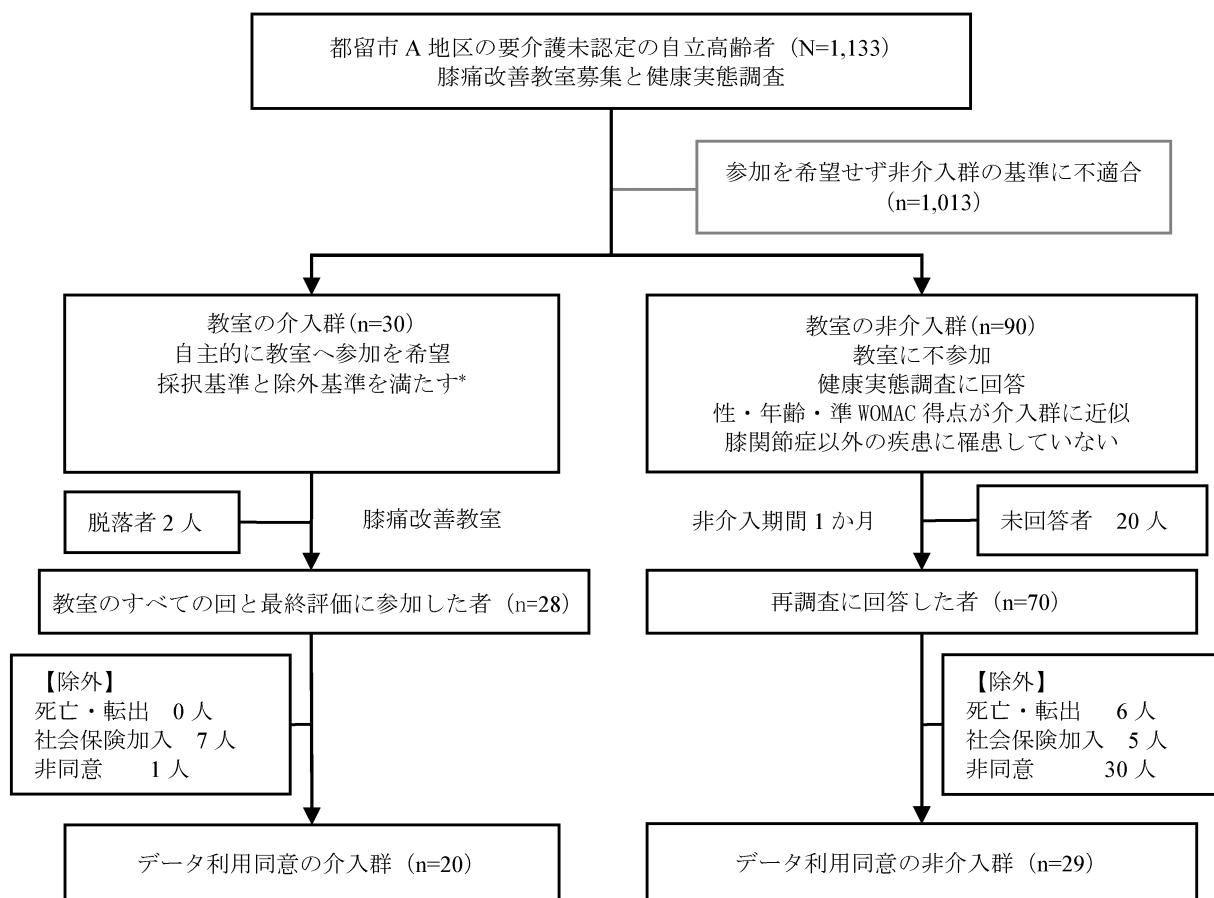 都留市 A 地区の要介護未認定の自立高齢者（N=1,133）
膝痛改善教室募集と健康実態調査
参加を希望せず非介入群の基準に不適合
(n=1,013)
教室の介入群(n=30)
自主的に教室へ参加を希望
採択基準と除外基準を満たす*
教室の非介入群(n=90)
教室に不参加
健康実態調査に回答
性・年齢・準 WOMAC 得点が介入群に近似
膝関節症以外の疾患に罹患していない
脱落者 2 人
膝痛改善教室
非介入期間 1 か月
未回答者　20 人
教室のすべての回と最終評価に参加した者（n=28）
再調査に回答した者（n=70）
【除外】
死亡・転出　0 人
社会保険加入　7 人
非同意　　1 人
【除外】
死亡・転出　6 人
社会保険加入　5 人
非同意　　30 人
データ利用同意の介入群（n=20）
データ利用同意の非介入群（n=29）